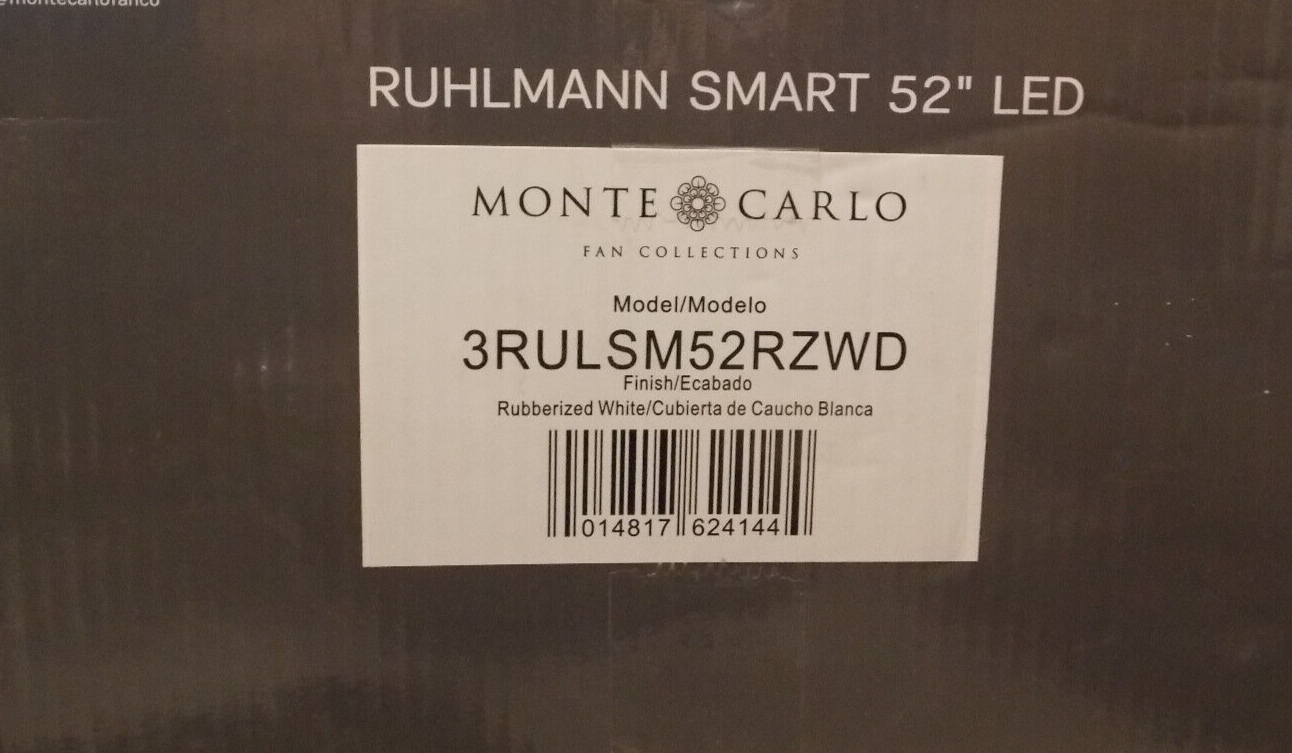 RUHLMANN SMART 52" LED
MONTE CARLO
FAN COLLECTIONS
Model/Modelo
3RULSM52RZWD
Finish/Ecabado
Rubberized White/Cubierta de Caucho Blanca
014817 624144